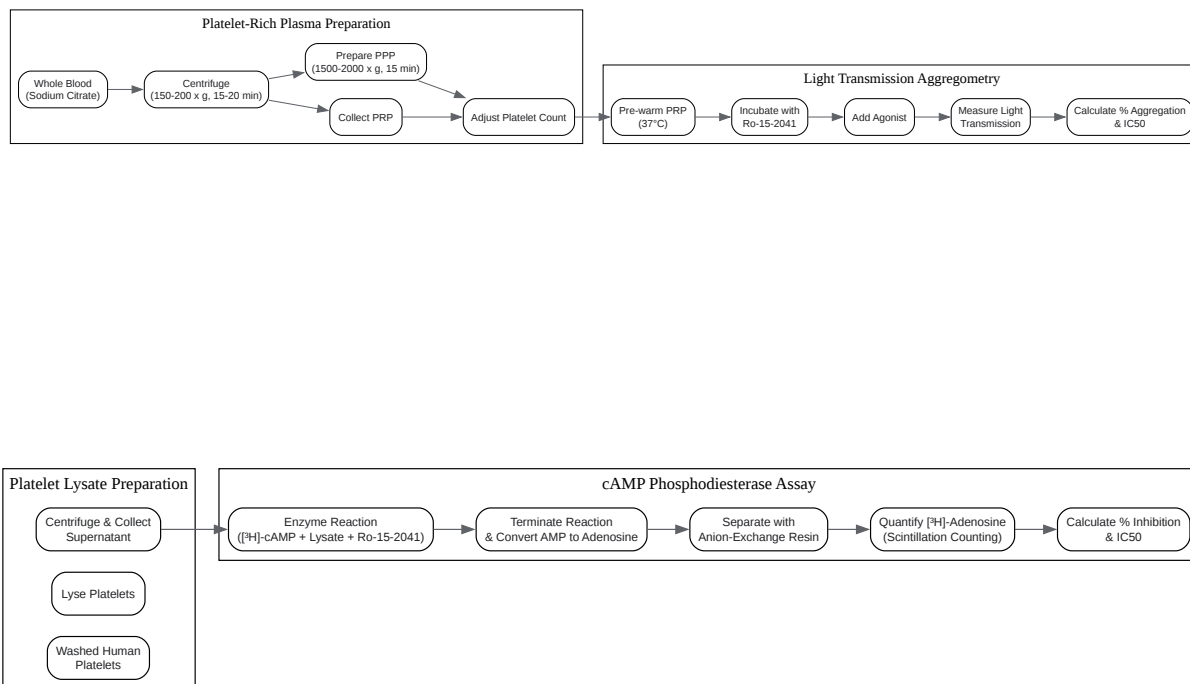 Platelet-Rich Plasma Preparation
Whole Blood
(Sodium Citrate)
Centrifuge
(150-200 x g, 15-20 min)
Prepare PPP
(1500-2000 x g, 15 min)
Collect PRP
Adjust Platelet Count
Light Transmission Aggregometry
Pre-warm PRP
(37°C)
Incubate with
Ro-15-2041
Add Agonist
Measure Light
Transmission
Calculate % Aggregation
& IC50
Platelet Lysate Preparation
Centrifuge & Collect
Supernatant
Lyse Platelets
Washed Human
Platelets
cAMP Phosphodiesterase Assay
Enzyme Reaction
([³H]-cAMP + Lysate + Ro-15-2041)
Terminate Reaction
& Convert AMP to Adenosine
Separate with
Anion-Exchange Resin
Quantify [³H]-Adenosine
(Scintillation Counting)
Calculate % Inhibition
& IC50